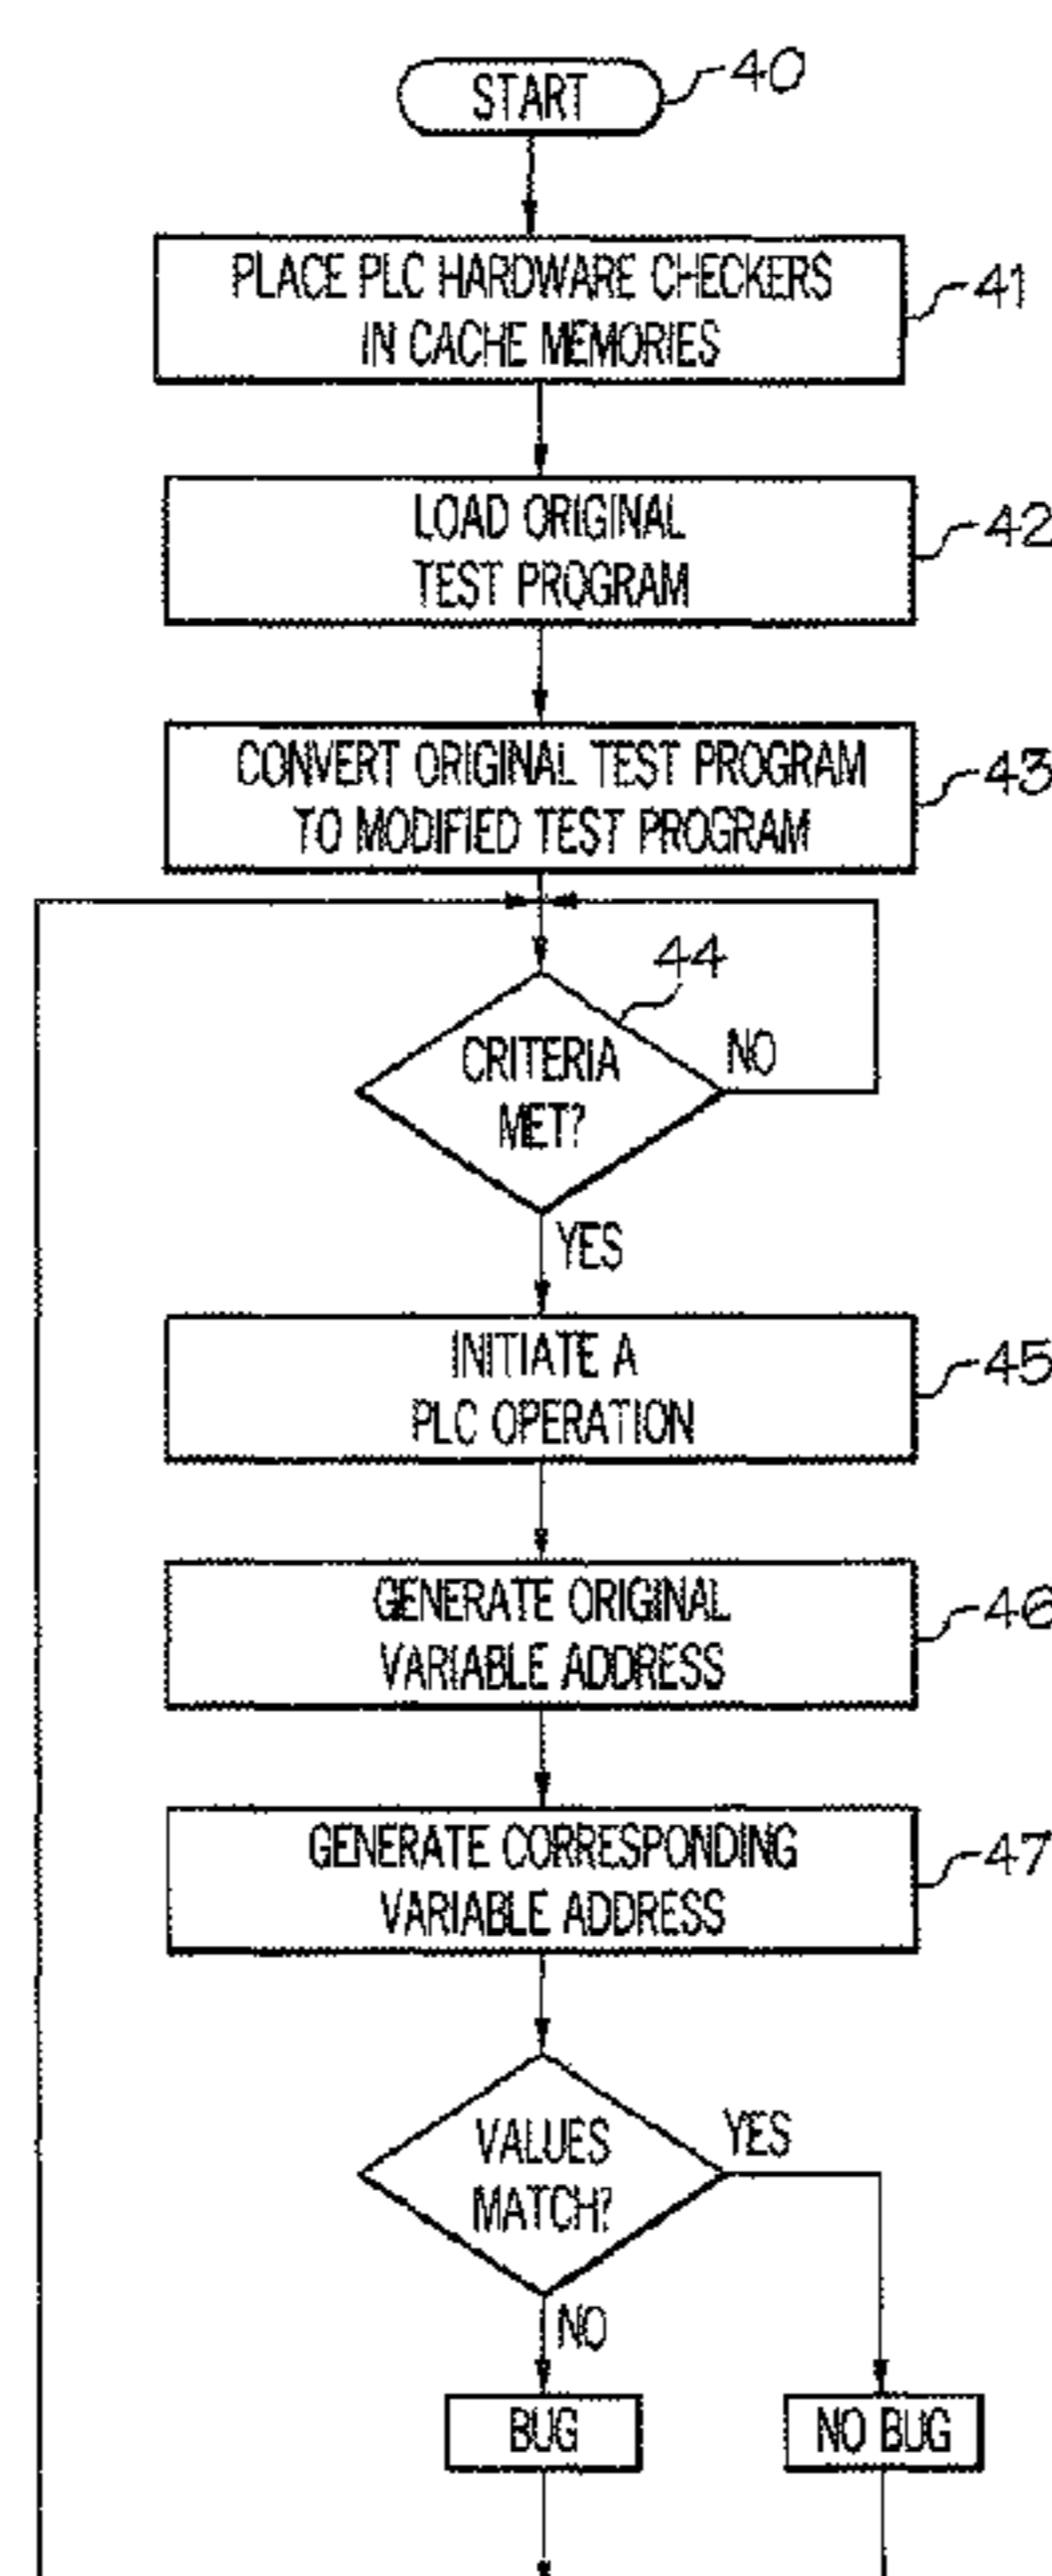 START
40
PLACE PLC HARDWARE CHECKERS
IN CACHE MEMORIES
41
LOAD ORIGINAL
TEST PROGRAM
42
CONVERT ORIGINAL TEST PROGRAM
TO MODIFIED TEST PROGRAM
43
44
CRITERIA
MET?
NO
YES
INITIATE A
PLC OPERATION
45
GENERATE ORIGINAL
VARIABLE ADDRESS
46
GENERATE CORRESPONDING
VARIABLE ADDRESS
47
VALUES
MATCH?
YES
NO
BUG
NO BUG